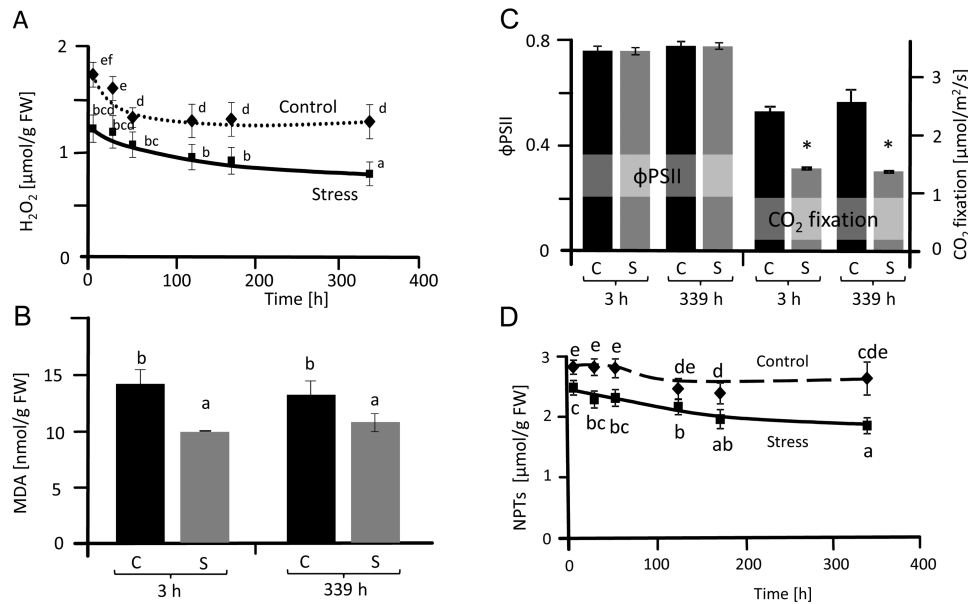 A
2
1
0
H₂O₂ [µmol/g FW]
ef
e
d
d
d
d
Control
bcd
bcd
bc
b
b
a
Stress
0
100
200
300
400
Time [h]
B
15
10
5
0
MDA [nmol/g FW]
b
a
b
a
C S C S
3 h 339 h
C
0.8
0.4
0
ϕPSII
3
2
1
0
CO₂ fixation [µmol/m²/s]
* *
ϕPSII
CO₂ fixation
C S C S C S C S
3 h 339 h 3 h 339 h
D
3
2
1
0
NPTs [µmol/g FW]
e e e de d cde
Control
c bc bc b ab a
Stress
0 100 200 300 400
Time [h]